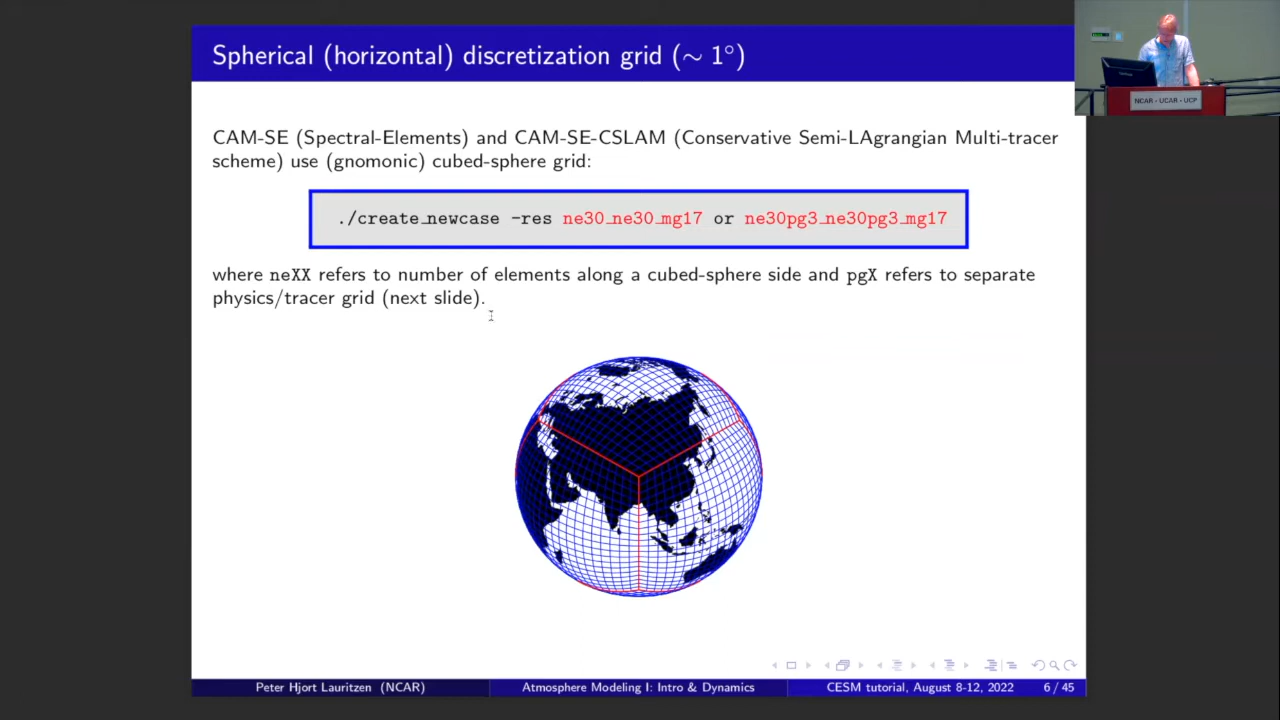 Spherical (horizontal) discretization grid (∼ 1°)
CAM-SE (Spectral-Elements) and CAM-SE-CSLAM (Conservative Semi-LAgrangian Multi-tracer
scheme) use (gnomonic) cubed-sphere grid:
./create_newcase -res ne30_ne30_mg17 or ne30pg3_ne30pg3_mg17
where neXX refers to number of elements along a cubed-sphere side and pgX refers to separate
physics/tracer grid (next slide).
NCAR - UCAR - UCP
Peter Hjort Lauritzen (NCAR)
Atmosphere Modeling I: Intro & Dynamics
CESM tutorial, August 8-12, 2022
6 / 45